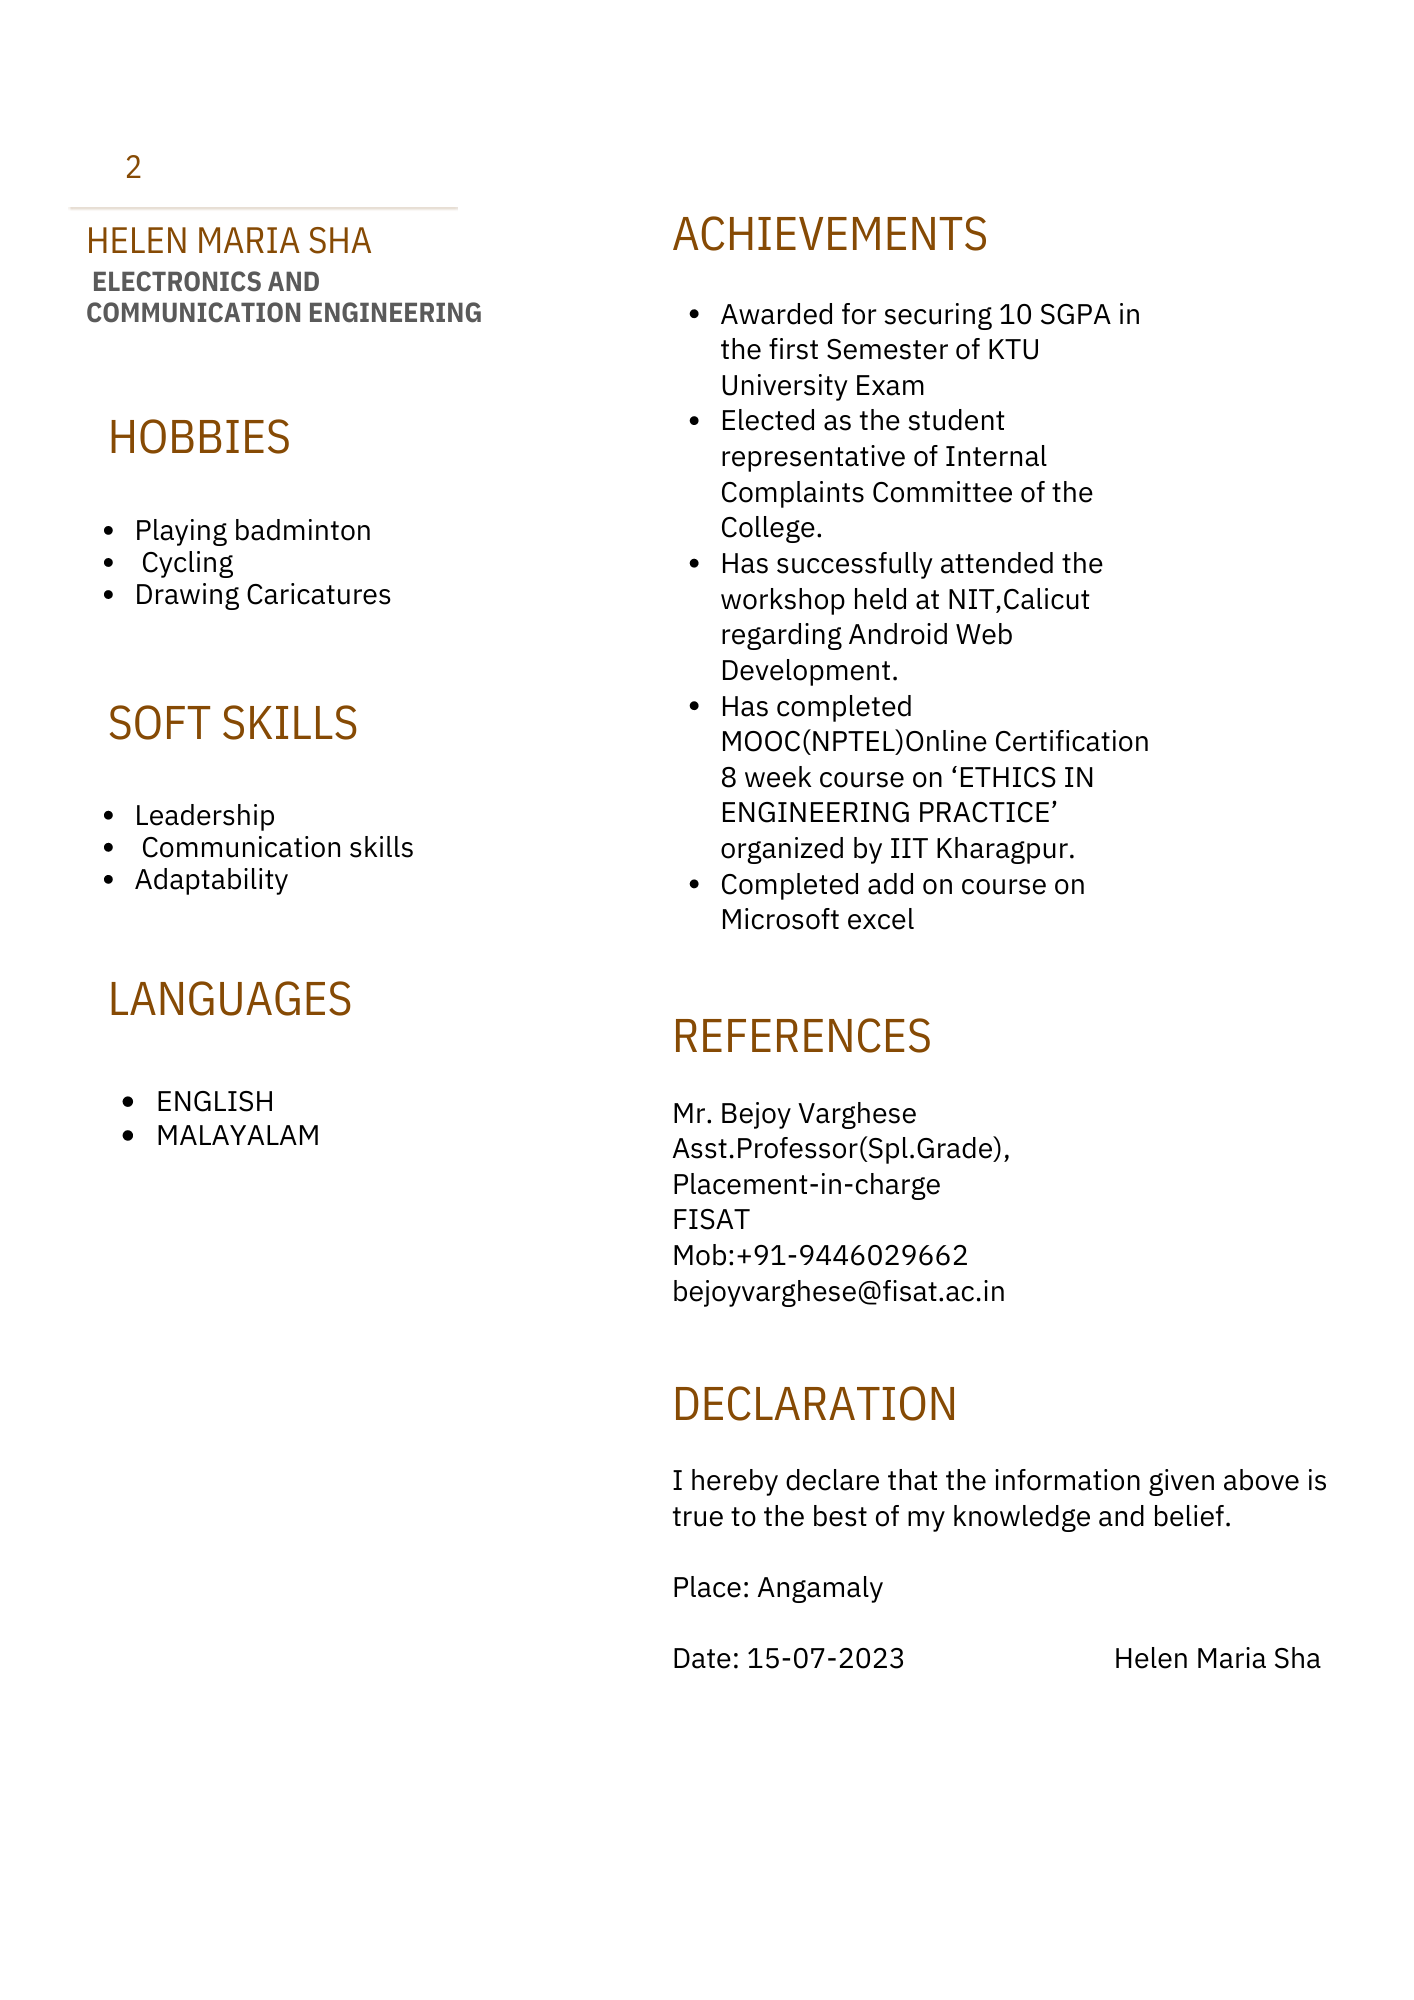 2
HELEN MARIA SHA
ELECTRONICS AND
COMMUNICATION ENGINEERING
HOBBIES
• Playing badminton
• Cycling
• Drawing Caricatures
SOFT SKILLS
• Leadership
• Communication skills
• Adaptability
LANGUAGES
• ENGLISH
• MALAYALAM
ACHIEVEMENTS
• Awarded for securing 10 SGPA in
the first Semester of KTU
University Exam
• Elected as the student
representative of Internal
Complaints Committee of the
College.
• Has successfully attended the
workshop held at NIT,Calicut
regarding Android Web
Development.
• Has completed
MOOC(NPTEL)Online Certification
8 week course on ‘ETHICS IN
ENGINEERING PRACTICE’
organized by IIT Kharagpur.
• Completed add on course on
Microsoft excel
REFERENCES
Mr. Bejoy Varghese
Asst.Professor(Spl.Grade),
Placement-in-charge
FISAT
Mob:+91-9446029662
bejoyvarghese@fisat.ac.in
DECLARATION
I hereby declare that the information given above is
true to the best of my knowledge and belief.
Place: Angamaly
Date: 15-07-2023 Helen Maria Sha